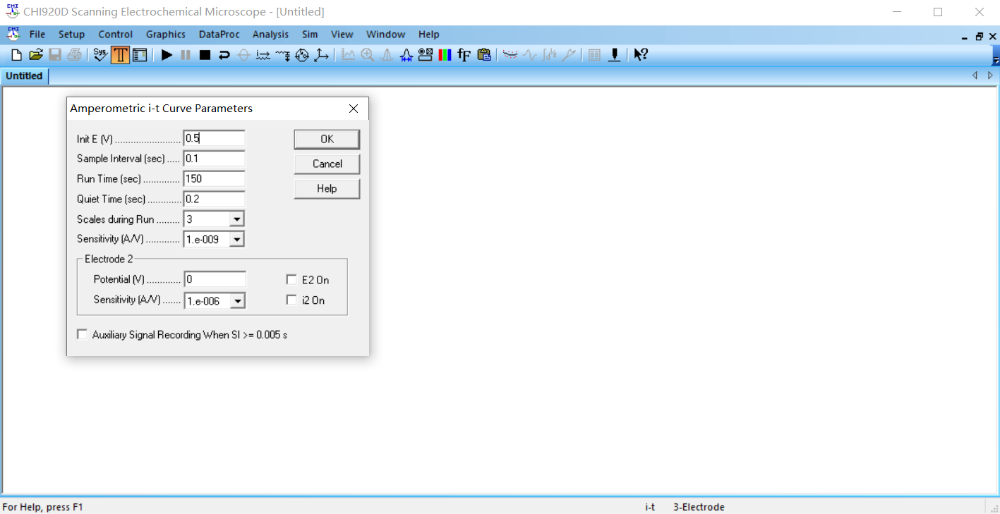 CHI920D Scanning Electrochemical Microscope - [Untitled]
File Setup Control Graphics DataProc Analysis Sim View Window Help
Untitled
Amperometric i-t Curve Parameters
Init E (V) ........................ 0.5
OK
Sample Interval (sec) ..... 0.1
Cancel
Run Time (sec) ............. 150
Help
Quiet Time (sec) ............ 0.2
Scales during Run ......... 3
Sensitivity (A/V) ............. 1.e-009
Electrode 2
Potential (V) ............. 0
E2 On
Sensitivity (A/V) ....... 1.e-006
i2 On
Auxiliary Signal Recording When SI >= 0.005 s
For Help, press F1
i-t 3-Electrode